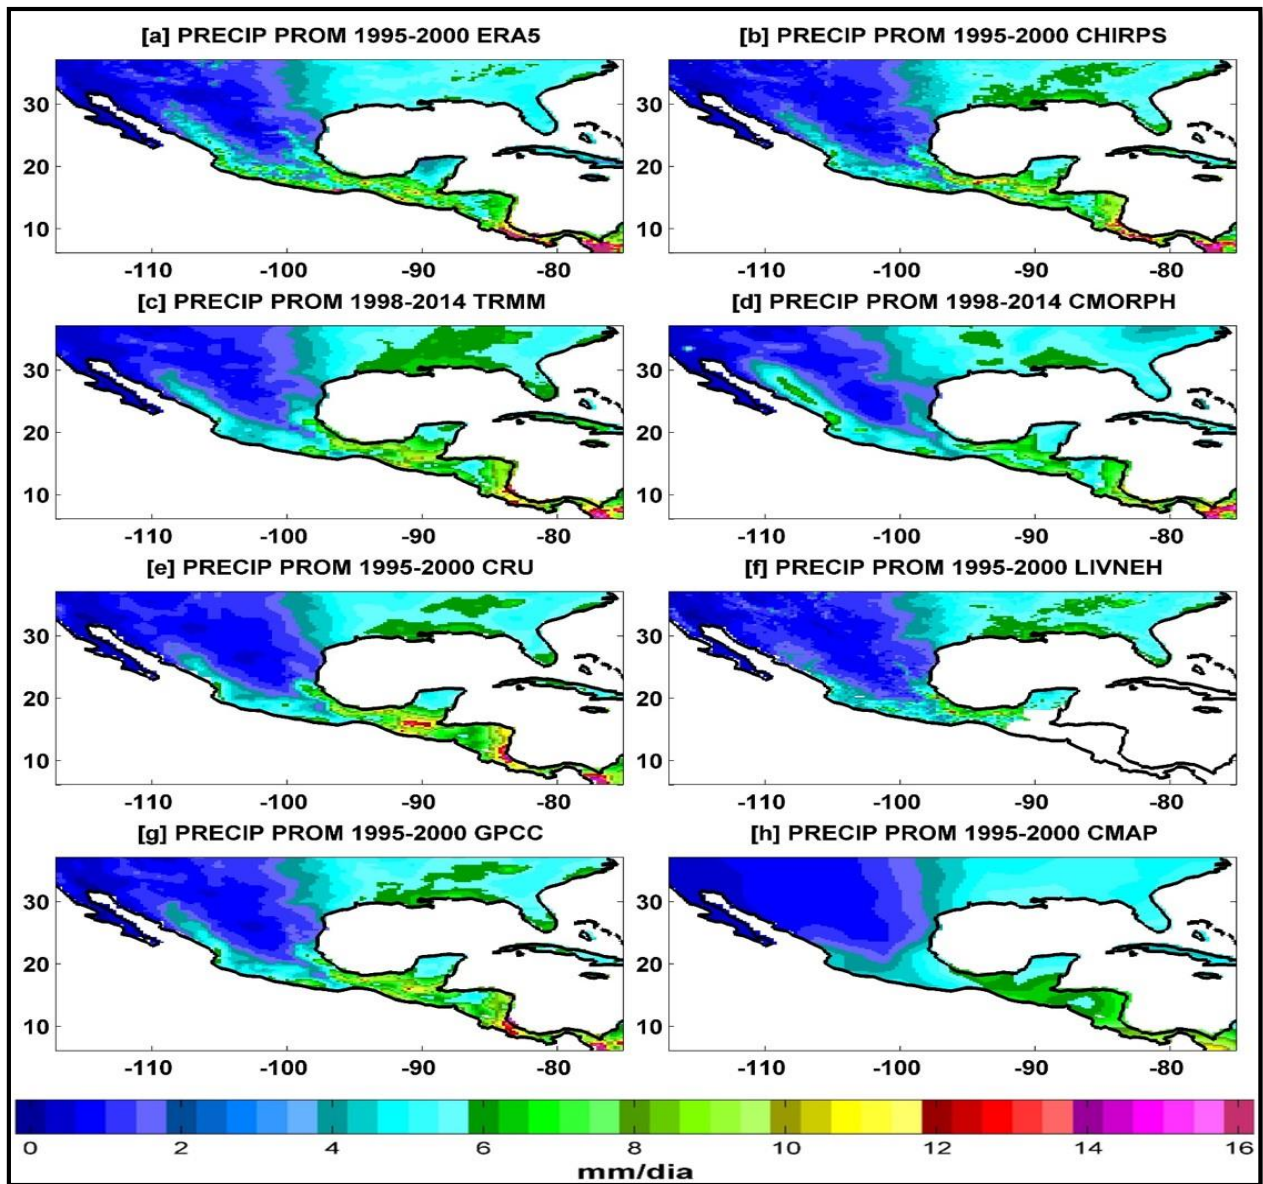 [a] PRECIP PROM 1995-2000 ERA5
[b] PRECIP PROM 1995-2000 CHIRPS
30
20
10
-110 -100 -90 -80
30
20
10
-110 -100 -90 -80
[c] PRECIP PROM 1998-2014 TRMM
[d] PRECIP PROM 1998-2014 CMORPH
30
20
10
-110 -100 -90 -80
30
20
10
-110 -100 -90 -80
[e] PRECIP PROM 1995-2000 CRU
[f] PRECIP PROM 1995-2000 LIVNEH
30
20
10
-110 -100 -90 -80
30
20
10
-110 -100 -90 -80
[g] PRECIP PROM 1995-2000 GPCC
[h] PRECIP PROM 1995-2000 CMAP
30
20
10
-110 -100 -90 -80
30
20
10
-110 -100 -90 -80
0 2 4 6 8 10 12 14 16
mm/dia